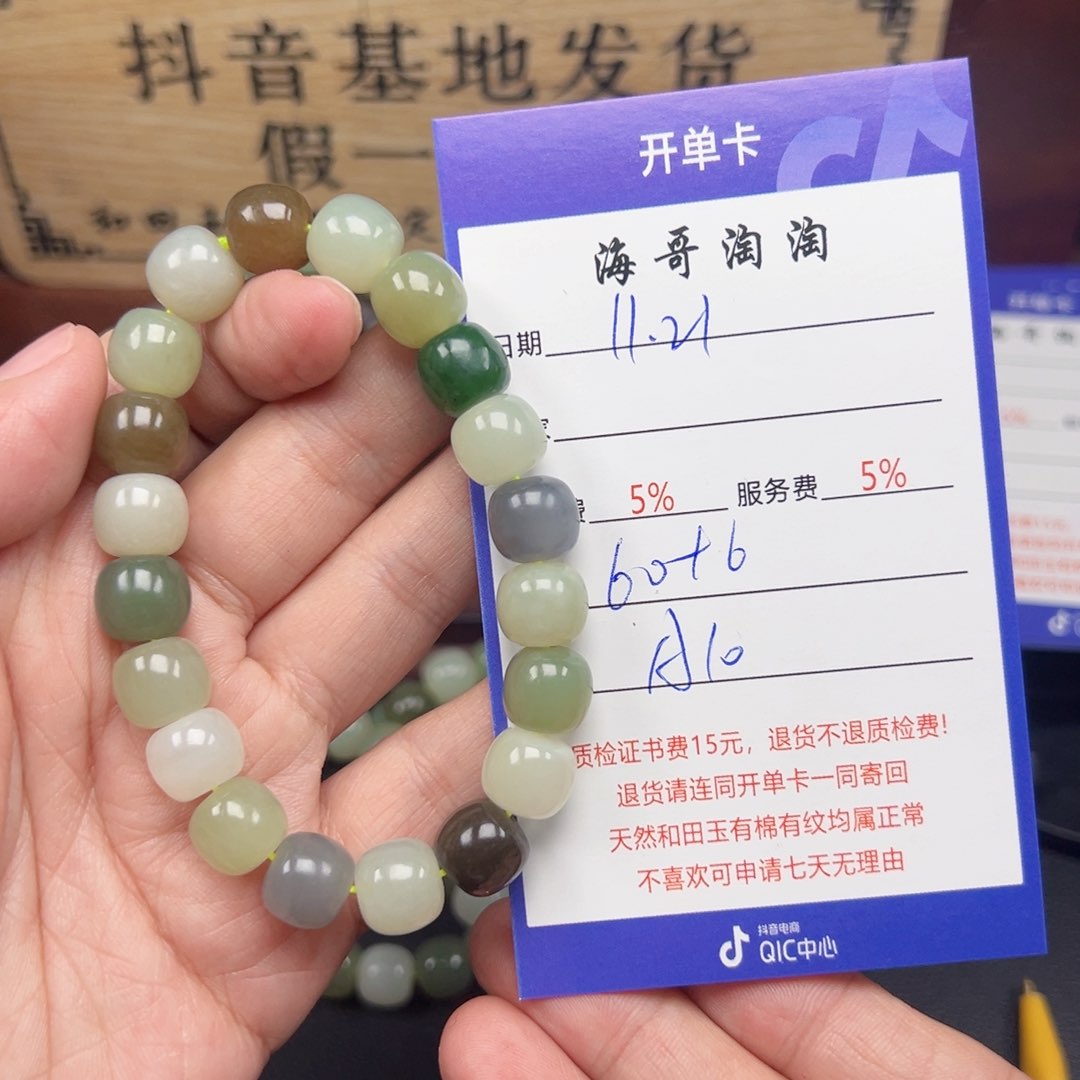 抖音基地发货
假一
开单卡
海哥淘淘
日期 11.21
费 5% 服务费 5%
60+6
A10
质检证书费15元，退货不退质检费！
退货请连同开单卡一同寄回
天然和田玉有棉有纹均属正常
不喜欢可申请七天无理由
抖音电商
QIC中心